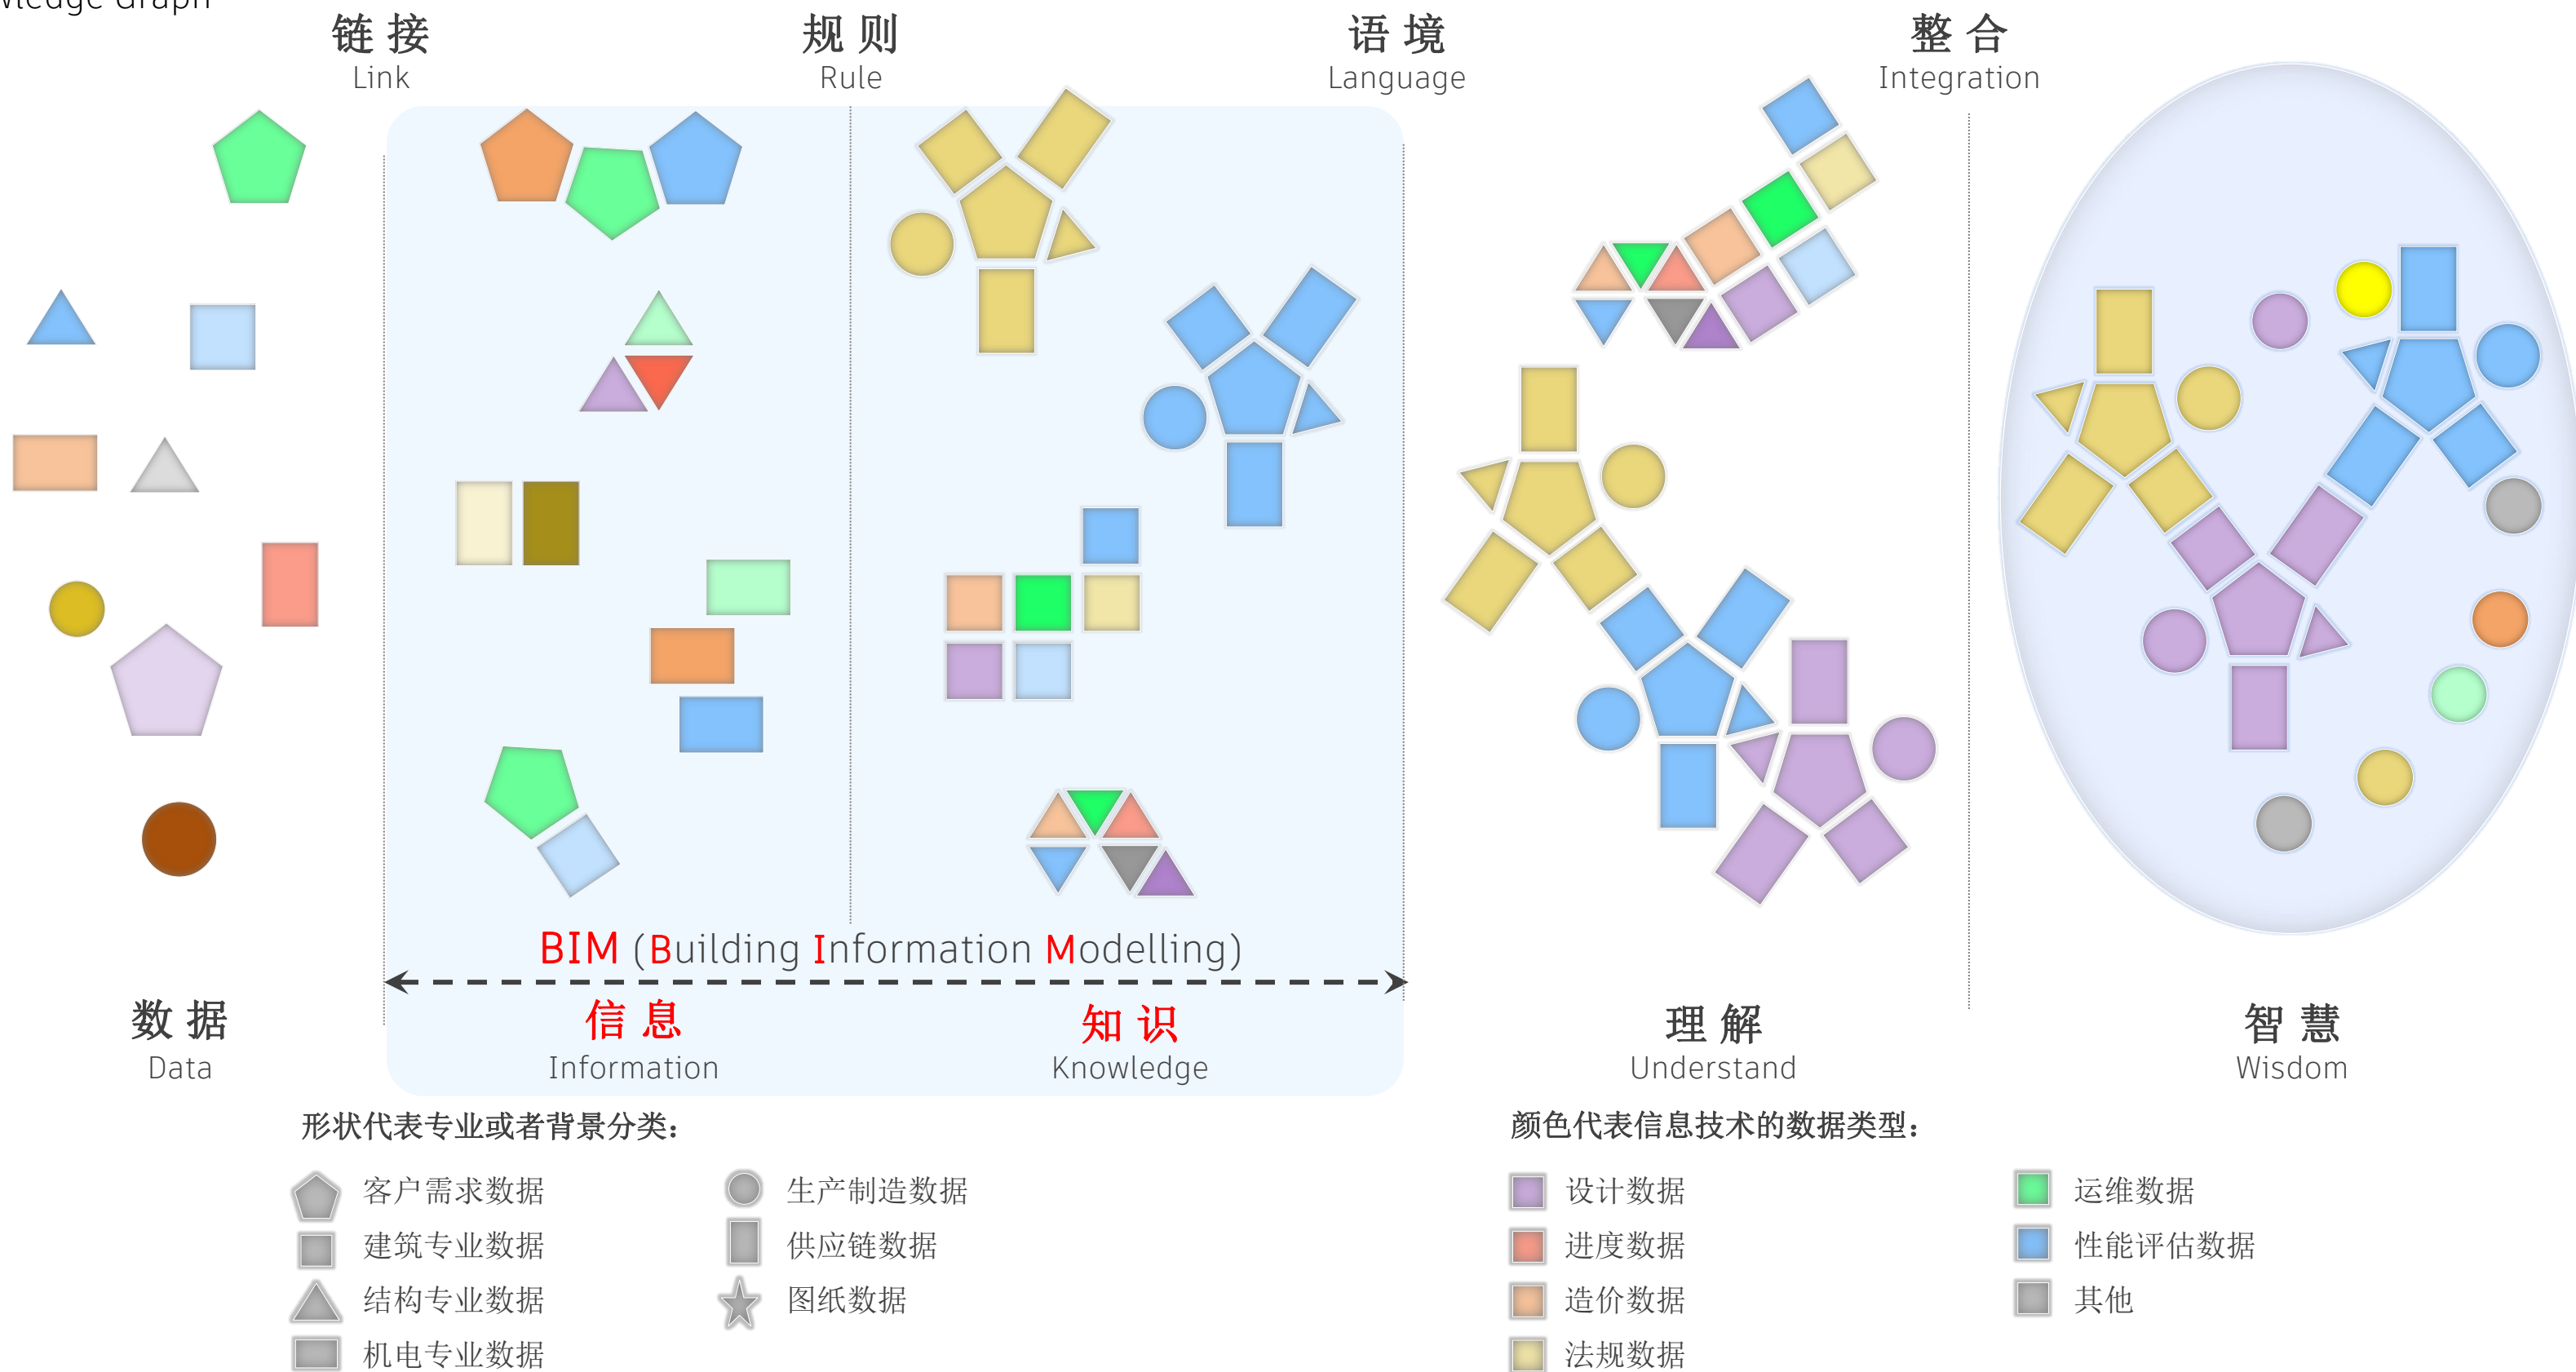 wledge Graph
链接
Link
规则
Rule
语境
Language
整合
Integration
BIM (Building Information Modelling)
数据
Data
信息
Information
知识
Knowledge
理解
Understand
智慧
Wisdom
形状代表专业或者背景分类：
客户需求数据
建筑专业数据
结构专业数据
机电专业数据
生产制造数据
供应链数据
图纸数据
颜色代表信息技术的数据类型：
设计数据
进度数据
造价数据
法规数据
运维数据
性能评估数据
其他